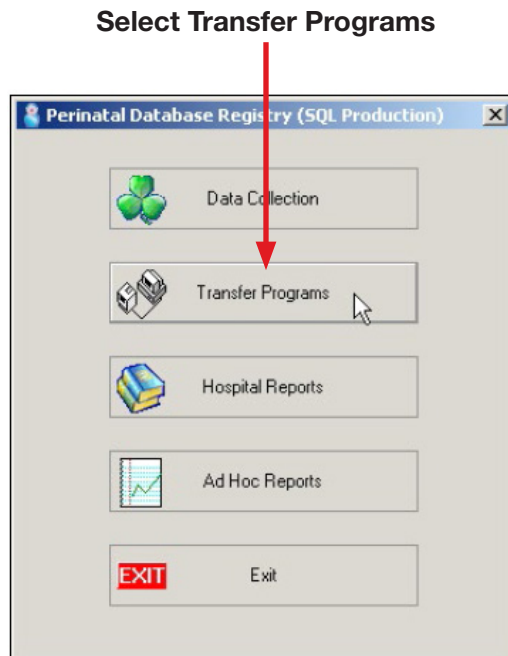 Select Transfer Programs
Perinatal Database Registry (SQL Production)
Data Collection
Transfer Programs
Hospital Reports
Ad Hoc Reports
EXIT Exit